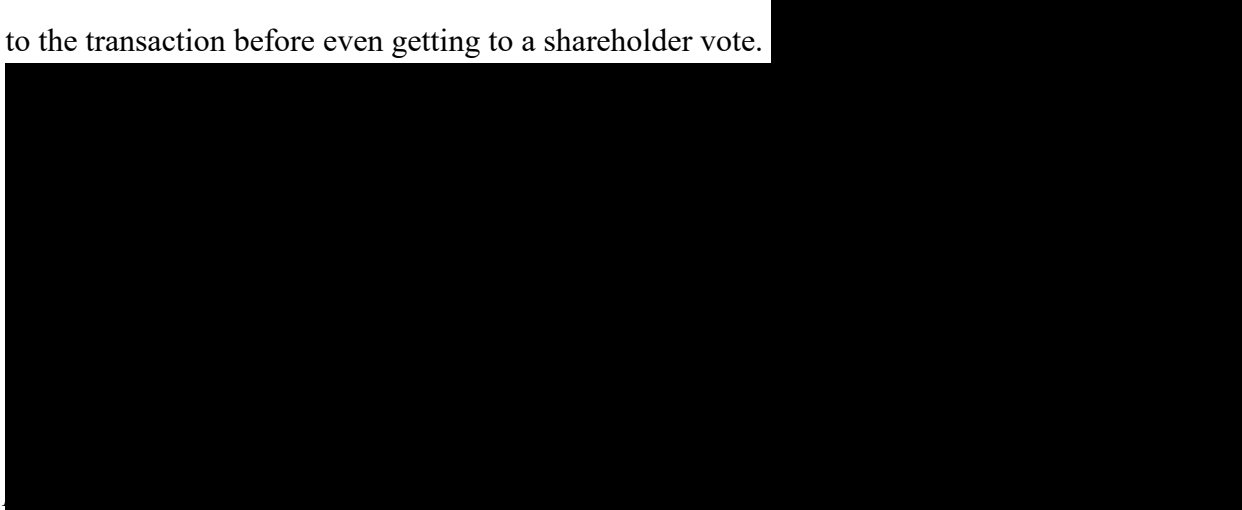 to the transaction before even getting to a shareholder vote.